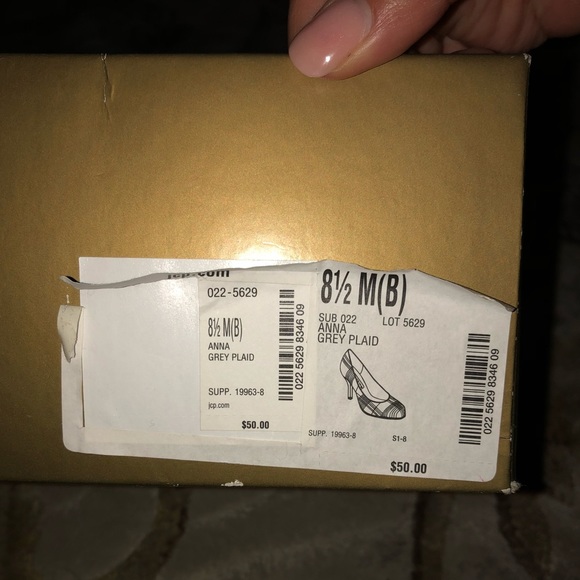 jcp.com
022-5629
8½ M(B)
ANNA
GREY PLAID
SUPP. 19963-8
jcp.com
$50.00
022 5629 8346 09
8½ M(B)
SUB 022 LOT 5629
ANNA
GREY PLAID
SUPP. 19963-8 S1-8
$50.00
022 5629 8346 09